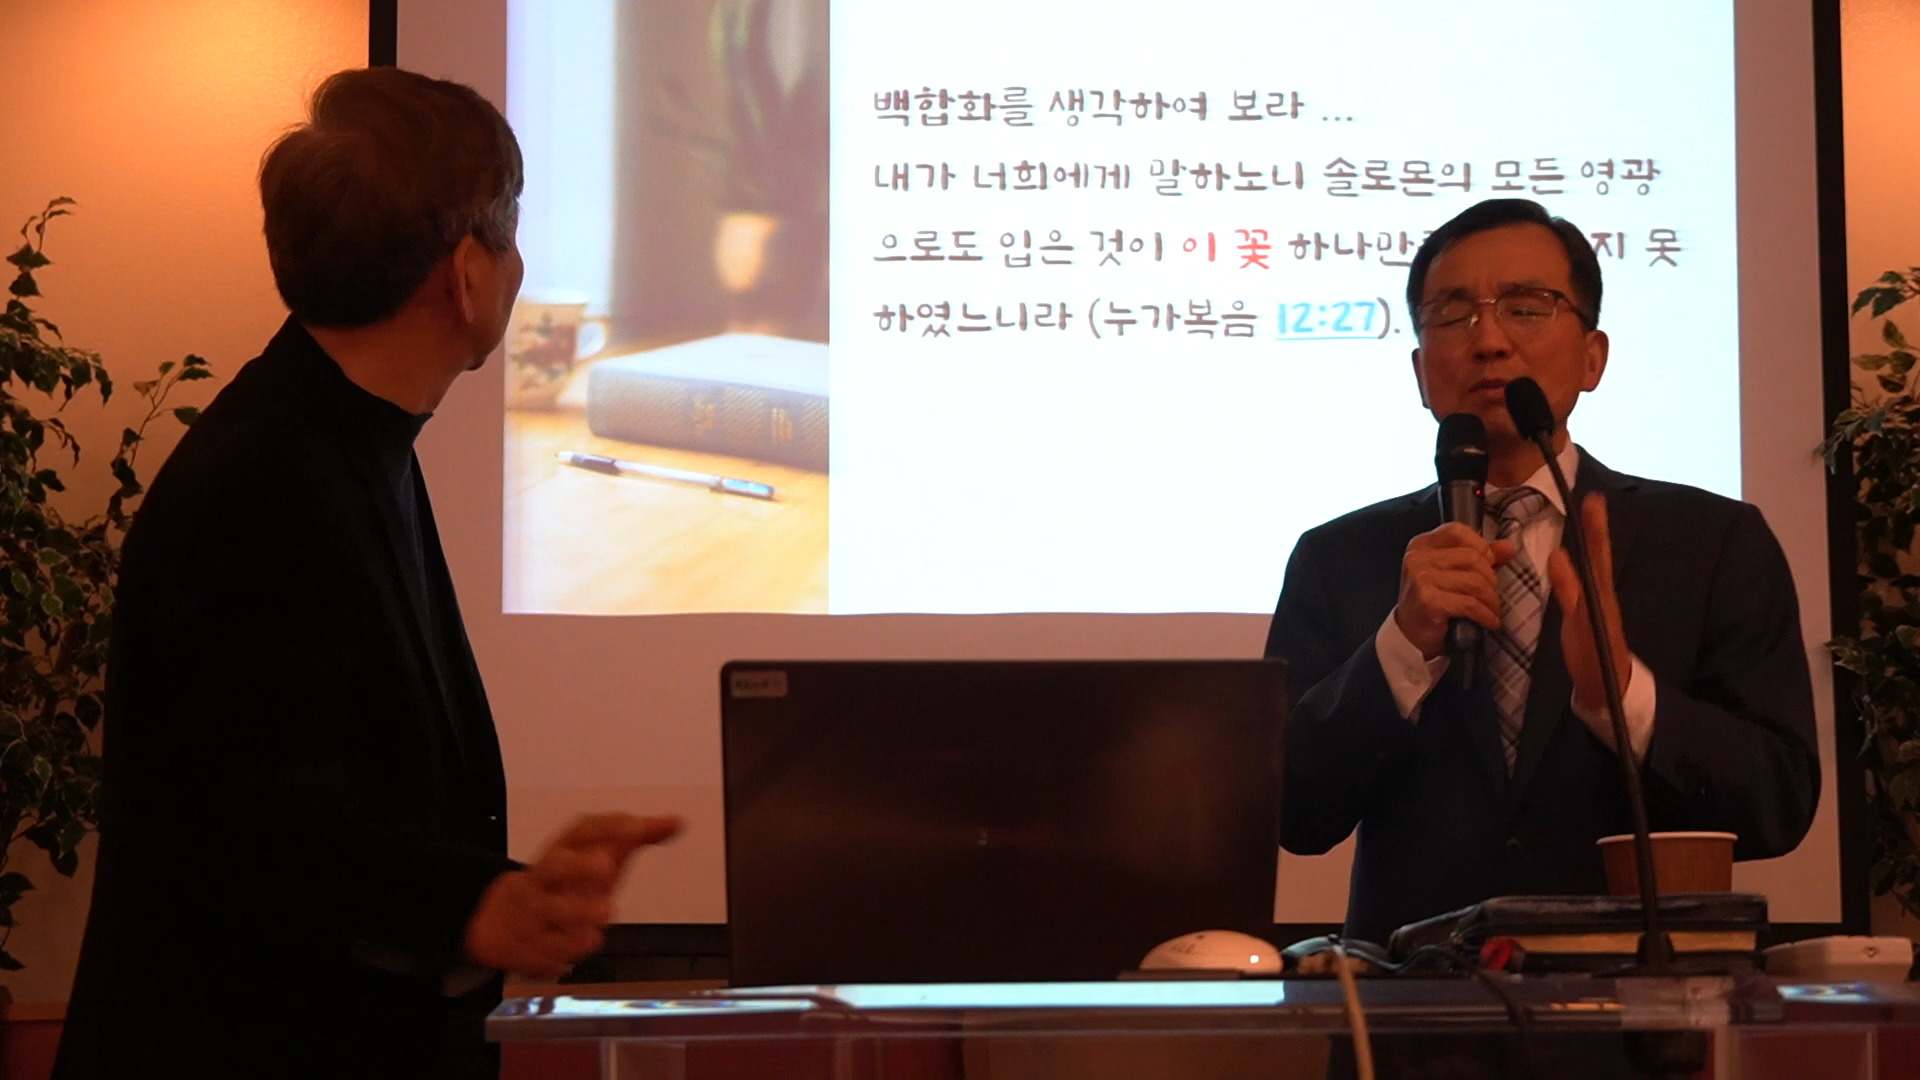 백합화를 생각하여 보라 ...
내가 너희에게 말하노니 솔로몬의 모든 영광
으로도 입은 것이 이 꽃 하나만 지 못
하였느니라 (누가복음 12:27).